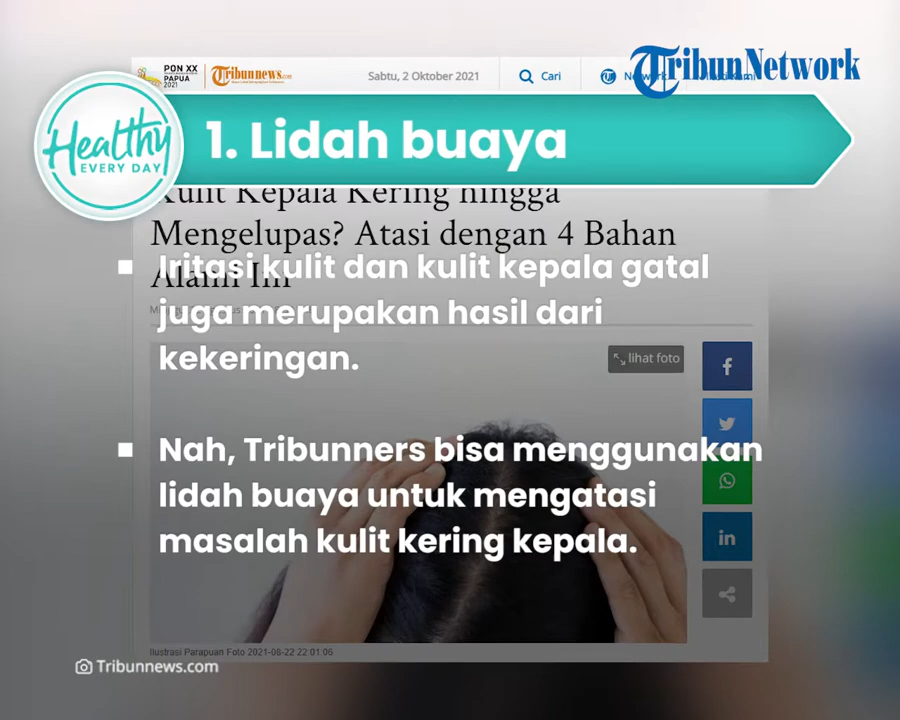 PON XX
PAPUA
2021
Tribunnews.com
Sabtu, 2 Oktober 2021
Cari
TribunNetwork
Healthy
EVERY DAY
1. Lidah buaya
Kulit Kepala Kering hingga
Mengelupas? Atasi dengan 4 Bahan
Alami Ini
Iritasi kulit dan kulit kepala gatal
juga merupakan hasil dari
kekeringan.
lihat foto
Nah, Tribunners bisa menggunakan
lidah buaya untuk mengatasi
masalah kulit kering kepala.
Ilustrasi Parapuan Foto 2021-08-22 22:01:06
Tribunnews.com